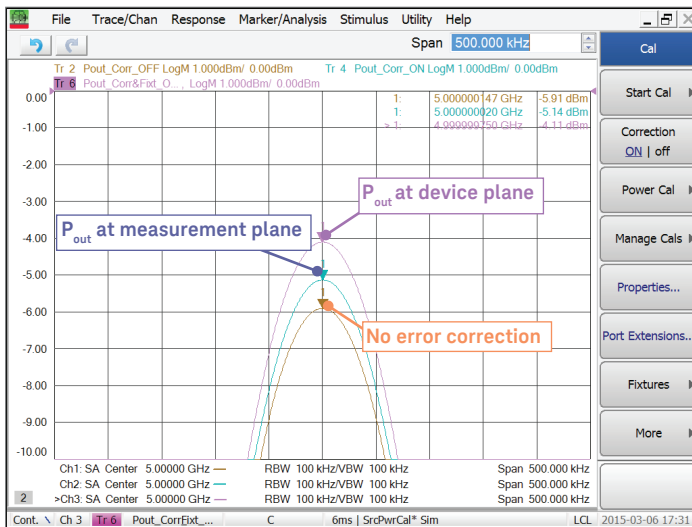 File Trace/Chan Response Marker/Analysis Stimulus Utility Help
Span 500.000 kHz
Tr 2 Pout_Corr_OFF LogM 1.000dBm/ 0.00dBm Tr 4 Pout_Corr_ON LogM 1.000dBm/ 0.00dBm
Tr 6 Pout_Corr&Fixt_O... , LogM 1.000dBm/ 0.00dBm
1: 5.000000147 GHz -5.91 dBm
1: 5.000000020 GHz -5.14 dBm
> 1: 4.999999750 GHz -4.11 dBm
0.00
-1.00
-2.00
-3.00
-4.00
-5.00
-6.00
-7.00
-8.00
-9.00
-10.00
Pout at device plane
Pout at measurement plane
No error correction
Ch1: SA Center 5.00000 GHz — RBW 100 kHz/VBW 100 kHz Span 500.000 kHz
Ch2: SA Center 5.00000 GHz — RBW 100 kHz/VBW 100 kHz Span 500.000 kHz
>Ch3: SA Center 5.00000 GHz — RBW 100 kHz/VBW 100 kHz Span 500.000 kHz
2
Cont. Ch 3 Tr 6 Pout_CorrFixt_... C 6ms | SrcPwrCal* Sim LCL 2015-03-06 17:31
Cal
Start Cal
Correction
ON | off
Power Cal
Manage Cals
Properties...
Port Extensions...
Fixtures
More